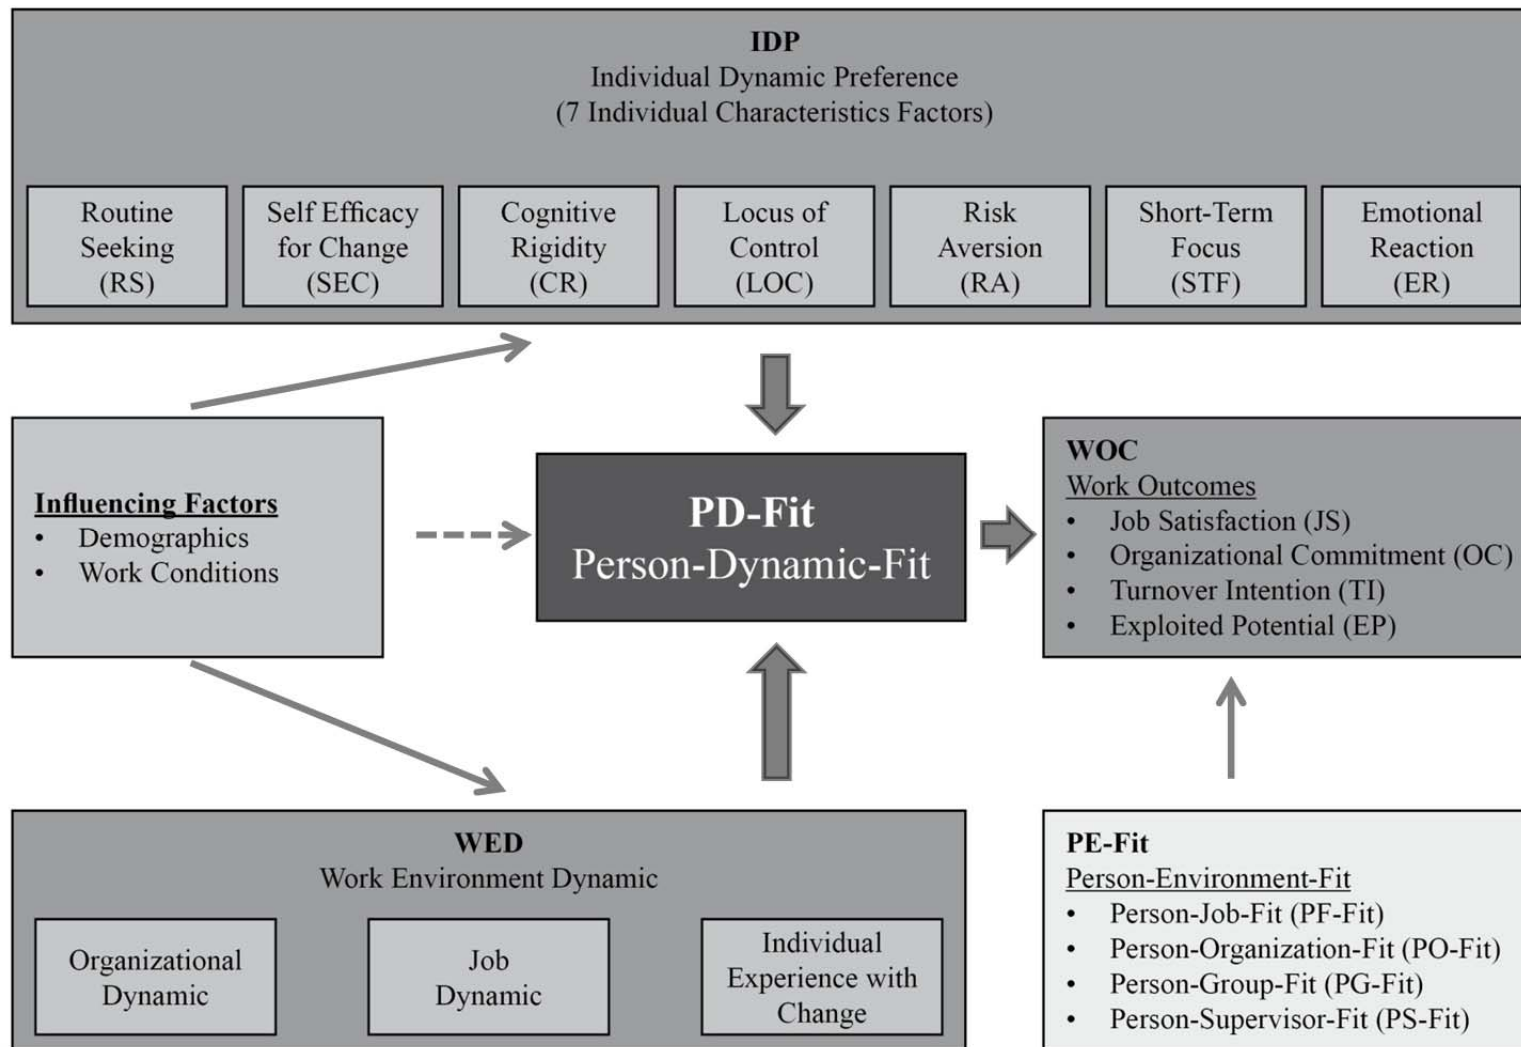 IDP
Individual Dynamic Preference
(7 Individual Characteristics Factors)
Routine
Seeking
(RS)
Self Efficacy
for Change
(SEC)
Cognitive
Rigidity
(CR)
Locus of
Control
(LOC)
Risk
Aversion
(RA)
Short-Term
Focus
(STF)
Emotional
Reaction
(ER)
Influencing Factors
• Demographics
• Work Conditions
PD-Fit
Person-Dynamic-Fit
WOC
Work Outcomes
• Job Satisfaction (JS)
• Organizational Commitment (OC)
• Turnover Intention (TI)
• Exploited Potential (EP)
WED
Work Environment Dynamic
Organizational
Dynamic
Job
Dynamic
Individual
Experience with
Change
PE-Fit
Person-Environment-Fit
• Person-Job-Fit (PF-Fit)
• Person-Organization-Fit (PO-Fit)
• Person-Group-Fit (PG-Fit)
• Person-Supervisor-Fit (PS-Fit)